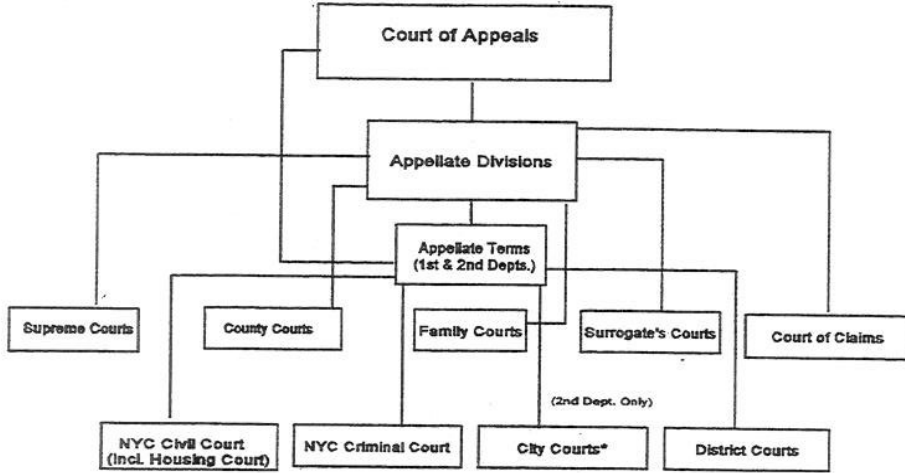 Court of Appeals
Appellate Divisions
Appellate Terms
(1st & 2nd Depts.)
Supreme Courts
County Courts
Family Courts
Surrogate's Courts
Court of Claims
(2nd Dept. Only)
NYC Civil Court
(Incl. Housing Court)
NYC Criminal Court
City Courts*
District Courts